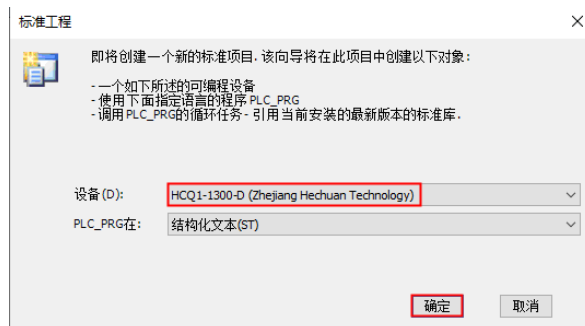 标准工程
即将创建一个新的标准项目.该向导将在此项目中创建以下对象:
-一个如下所述的可编程设备
-使用下面指定语言的程序 PLC_PRG
-调用 PLC_PRG的循环任务- 引用当前安装的最新版本的标准库.
设备(D): HCQ1-1300-D (Zhejiang Hechuan Technology)
PLC_PRG在: 结构化文本(ST)
确定 取消